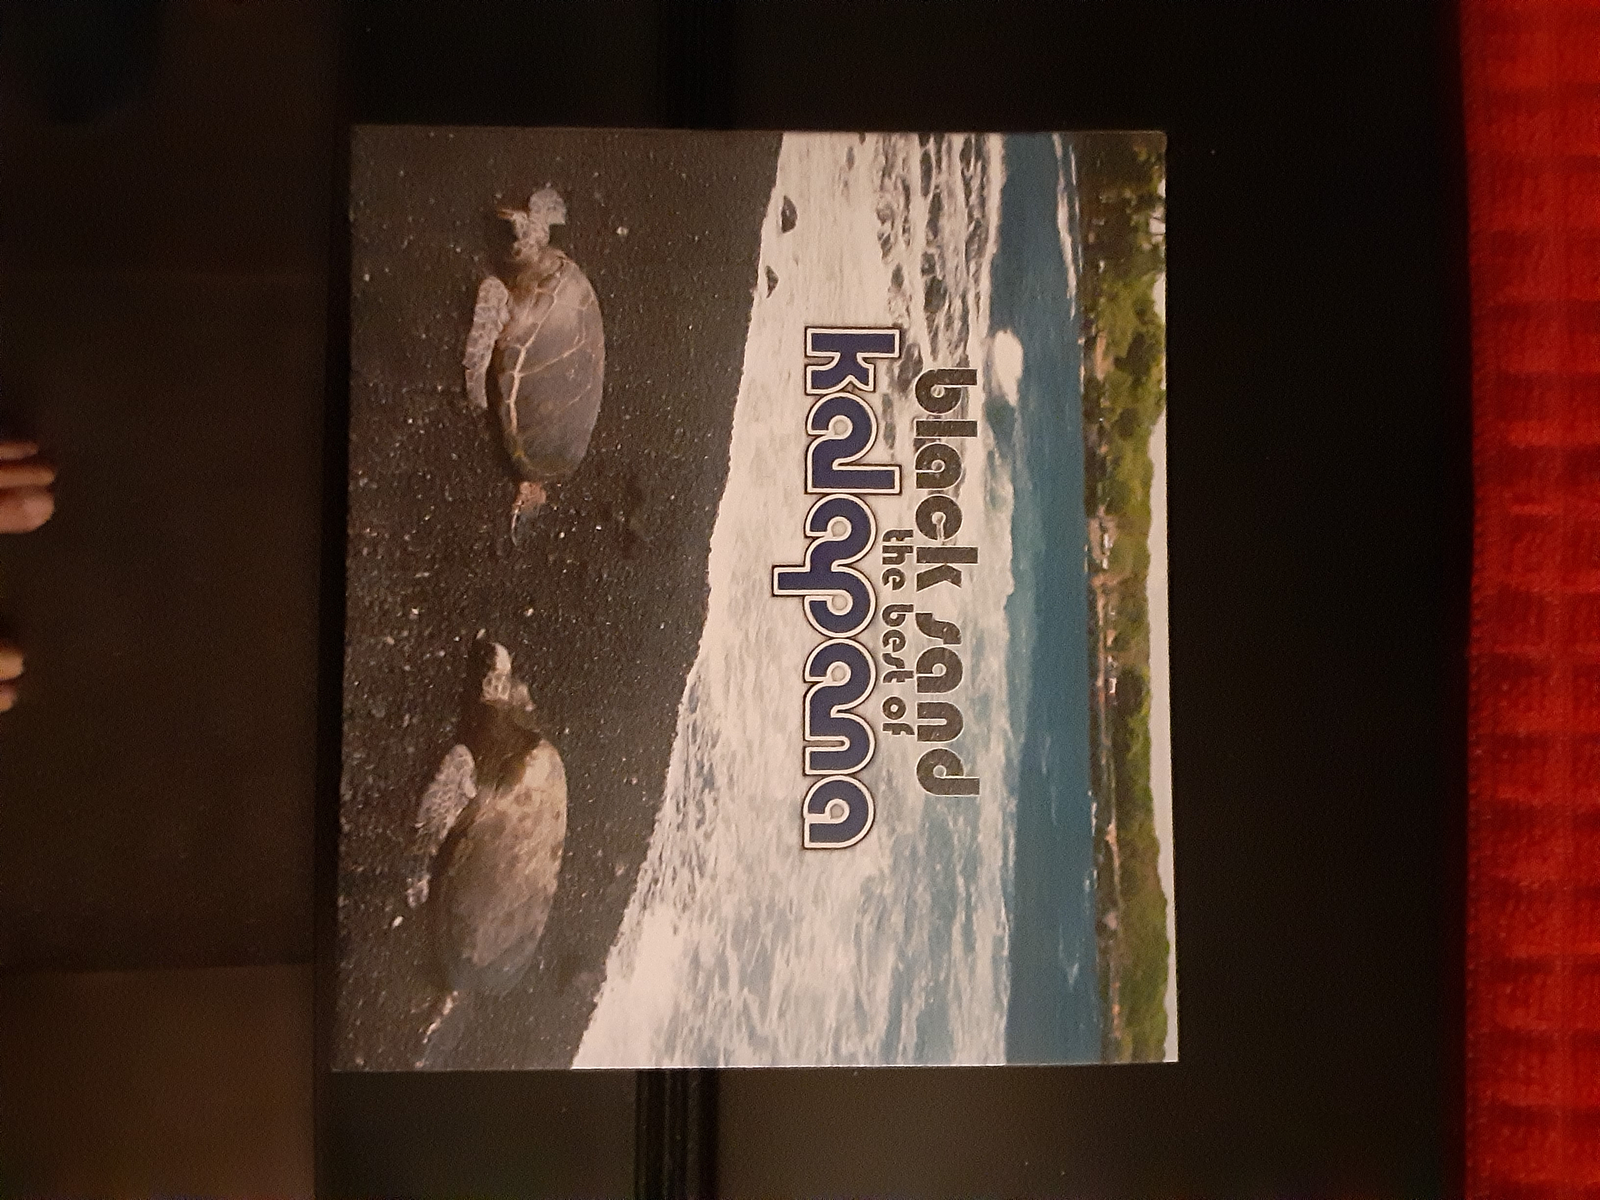 black sand
the best of
kalapana